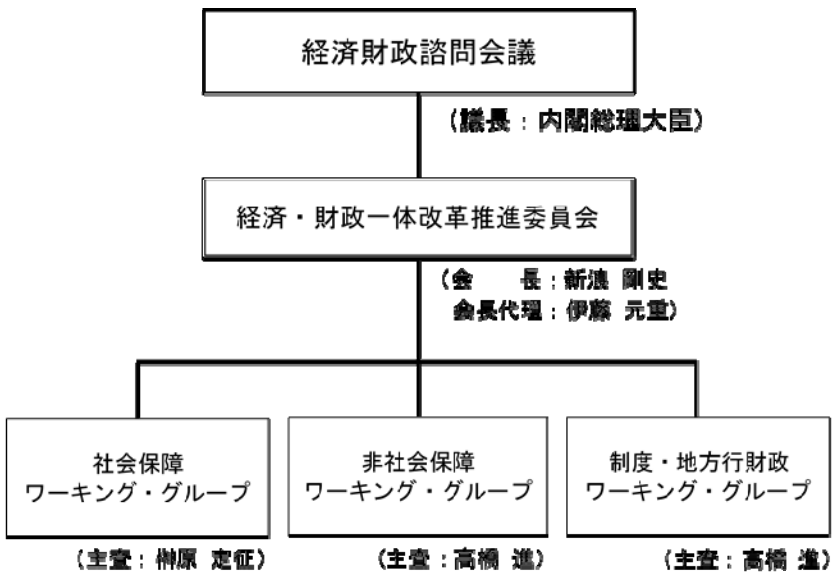 経済財政諮問会議
(議長：内閣総理大臣)
経済・財政一体改革推進委員会
(会　　長：新浪 剛史
会長代理：伊藤 元重)
社会保障
ワーキング・グループ
(主査：榊原 定征)
非社会保障
ワーキング・グループ
(主査：高橋 進)
制度・地方行財政
ワーキング・グループ
(主査：高橋 進)